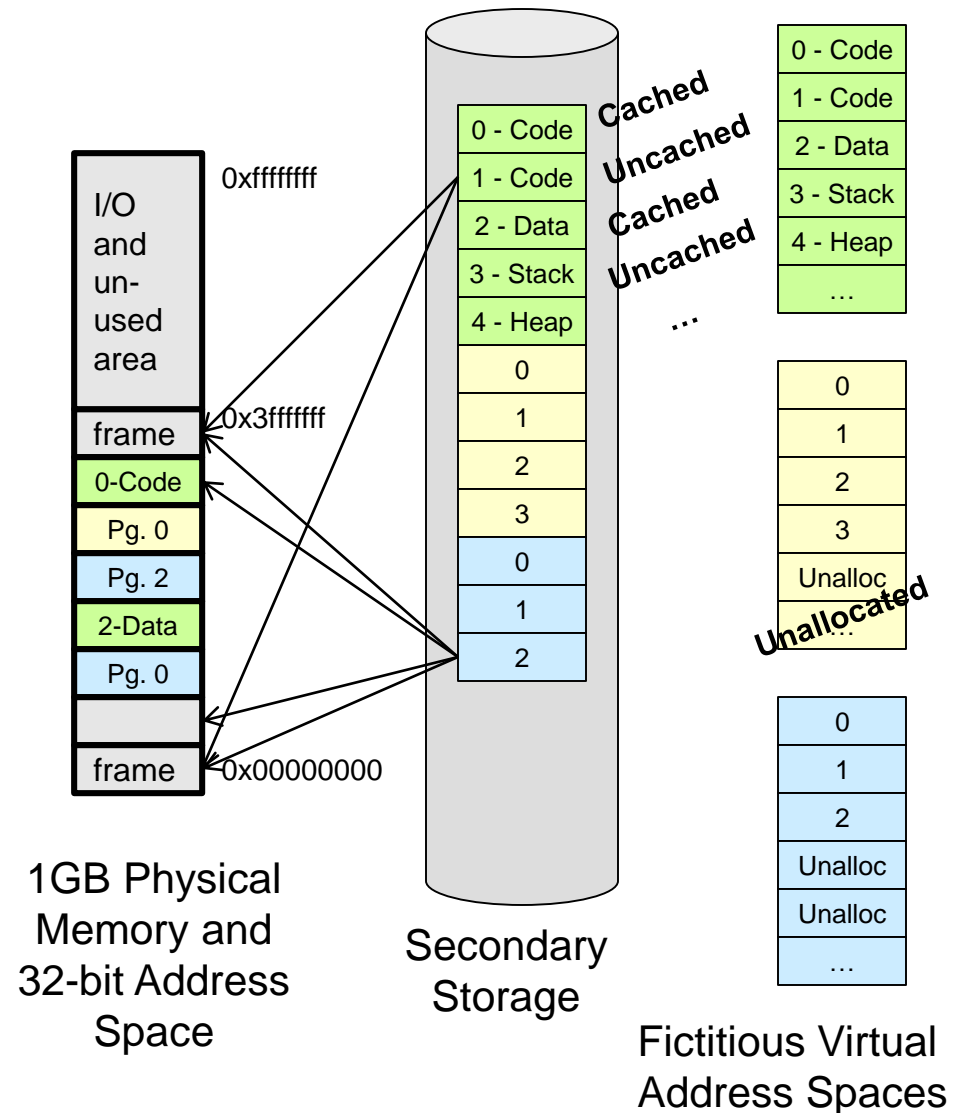 I/O
and
un-
used
area
frame
0-Code
Pg. 0
Pg. 2
2-Data
Pg. 0
frame
0xffffffff
0x3fffffff
0x00000000
1GB Physical
Memory and
32-bit Address
Space
0 - Code
1 - Code
2 - Data
3 - Stack
4 - Heap
0
1
2
3
0
1
2
Cached
Uncached
Cached
Uncached
…
Secondary
Storage
0 - Code
1 - Code
2 - Data
3 - Stack
4 - Heap
…
0
1
2
3
Unalloc
…
Unallocated
0
1
2
Unalloc
Unalloc
…
Fictitious Virtual
Address Spaces